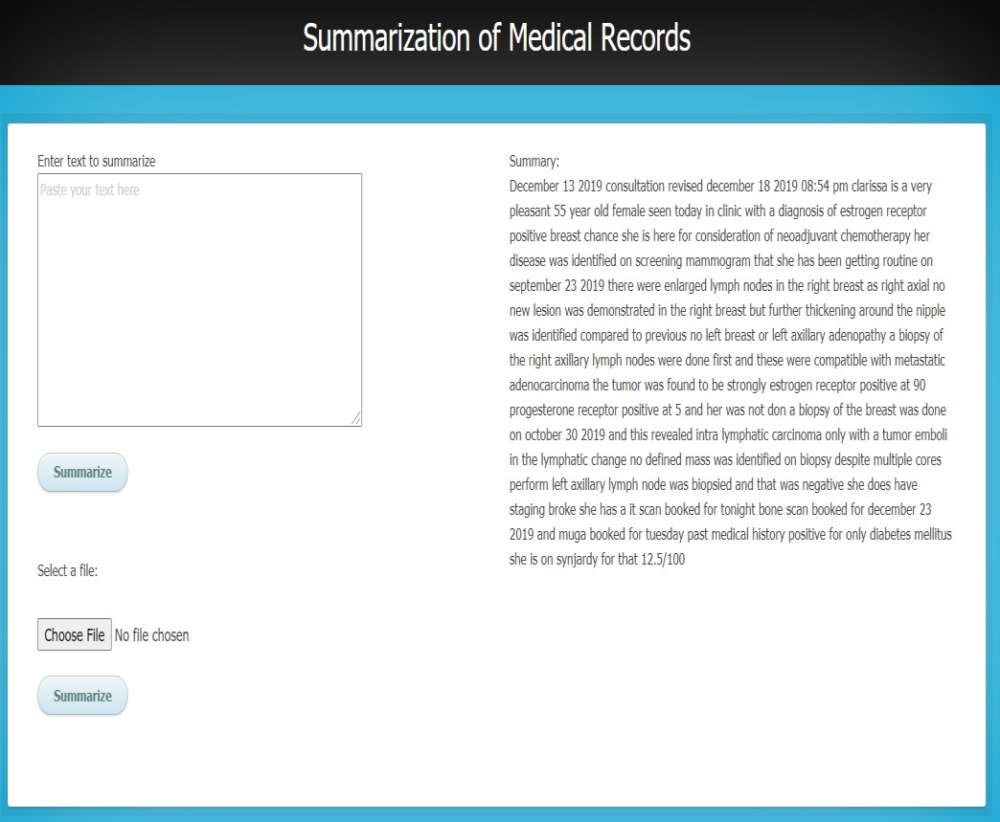 Summarization of Medical Records
Enter text to summarize
Paste your text here
Summarize
Select a file:
Choose File No file chosen
Summarize
Summary:
December 13 2019 consultation revised december 18 2019 08:54 pm clarissa is a very
pleasant 55 year old female seen today in clinic with a diagnosis of estrogen receptor
positive breast chance she is here for consideration of neoadjuvant chemotherapy her
disease was identified on screening mammogram that she has been getting routine on
september 23 2019 there were enlarged lymph nodes in the right breast as right axial no
new lesion was demonstrated in the right breast but further thickening around the nipple
was identified compared to previous no left breast or left axillary adenopathy a biopsy of
the right axillary lymph nodes were done first and these were compatible with metastatic
adenocarcinoma the tumor was found to be strongly estrogen receptor positive at 90
progesterone receptor positive at 5 and her was not don a biopsy of the breast was done
on october 30 2019 and this revealed intra lymphatic carcinoma only with a tumor emboli
in the lymphatic change no defined mass was identified on biopsy despite multiple cores
perform left axillary lymph node was biopsied and that was negative she does have
staging broke she has a it scan booked for tonight bone scan booked for december 23
2019 and muga booked for tuesday past medical history positive for only diabetes mellitus
she is on synjardy for that 12.5/100